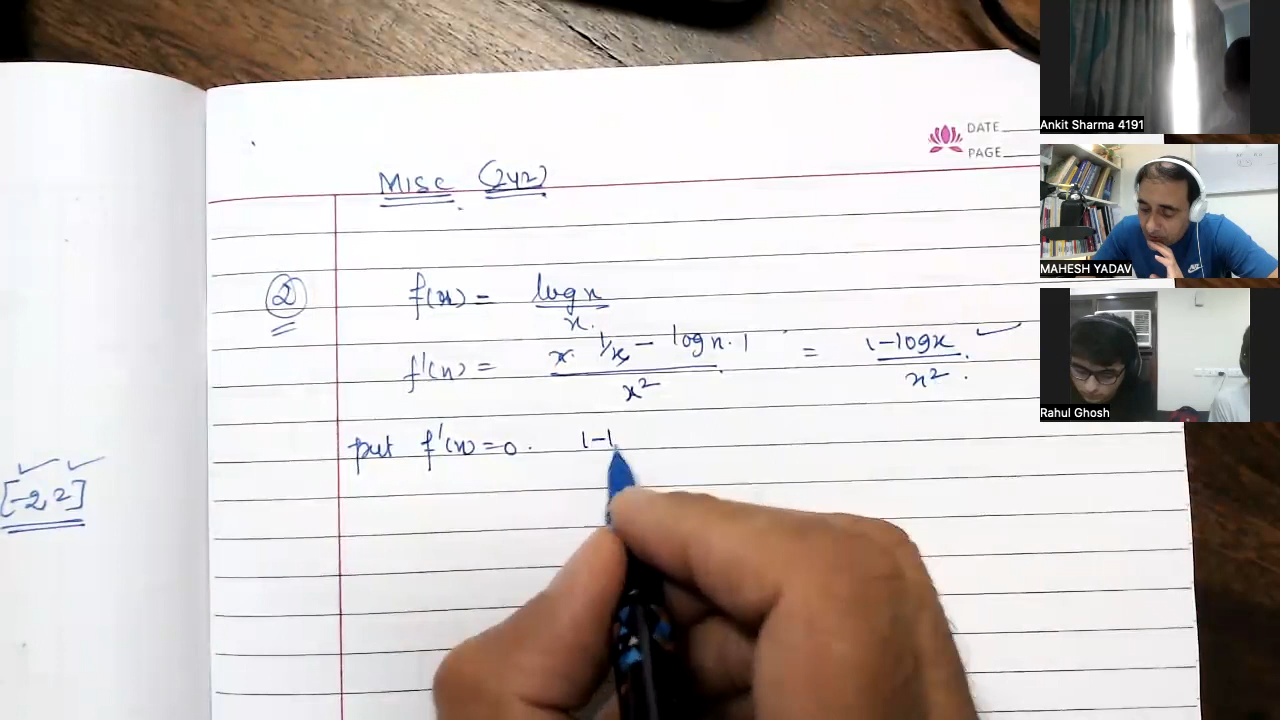 DATE
PAGE
Misc (242)
② f(x) = log x / x.
f'(x) = x. 1/x - log x. 1 / x² = 1-log x / x².
put f'(x) = 0. 1-1
[-2, 2]
Ankit Sharma 4191
MAHESH YADAV
Rahul Ghosh